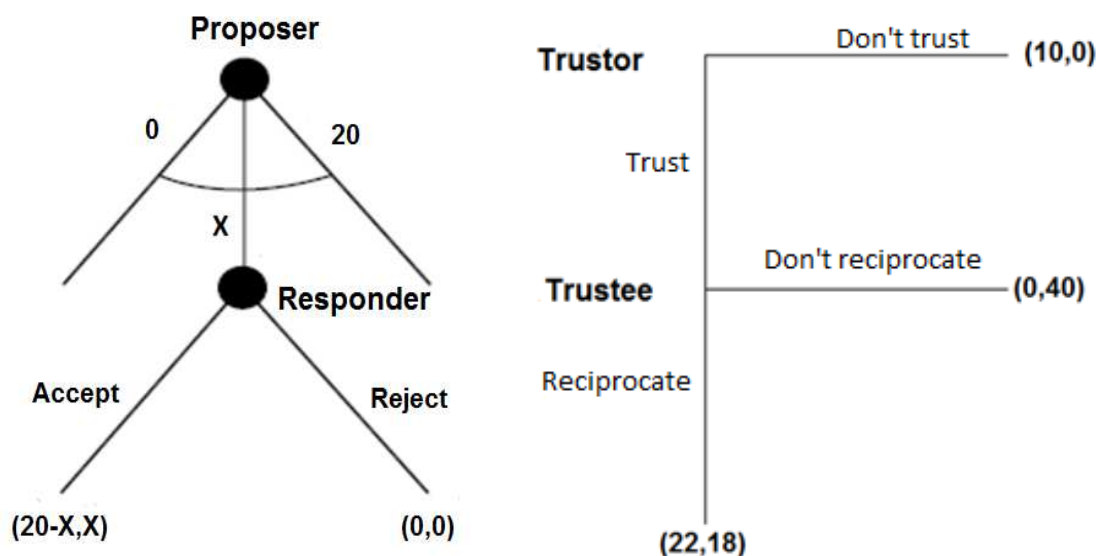 Proposer
0
20
X
Responder
Accept
Reject
(20-X,X)
(0,0)
Don't trust
Trustor
(10,0)
Trust
Don't reciprocate
Trustee
(0,40)
Reciprocate
(22,18)